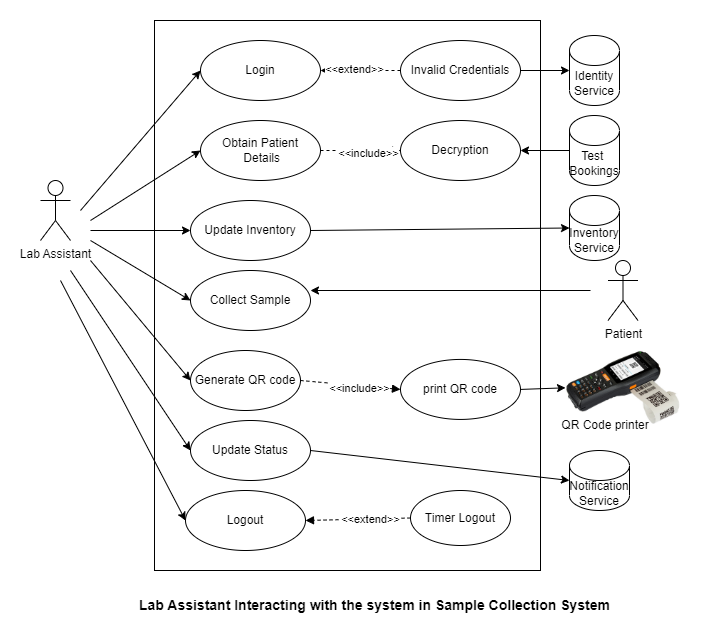 Login
<<extend>>
Invalid Credentials
Identity
Service
Obtain Patient
Details
<<include>>
Decryption
Test
Bookings
Lab Assistant
Update Inventory
Inventory
Service
Collect Sample
Patient
Generate QR code
<<include>>
print QR code
QR Code printer
Update Status
Notification
Service
Logout
<<extend>>
Timer Logout
Lab Assistant Interacting with the system in Sample Collection System